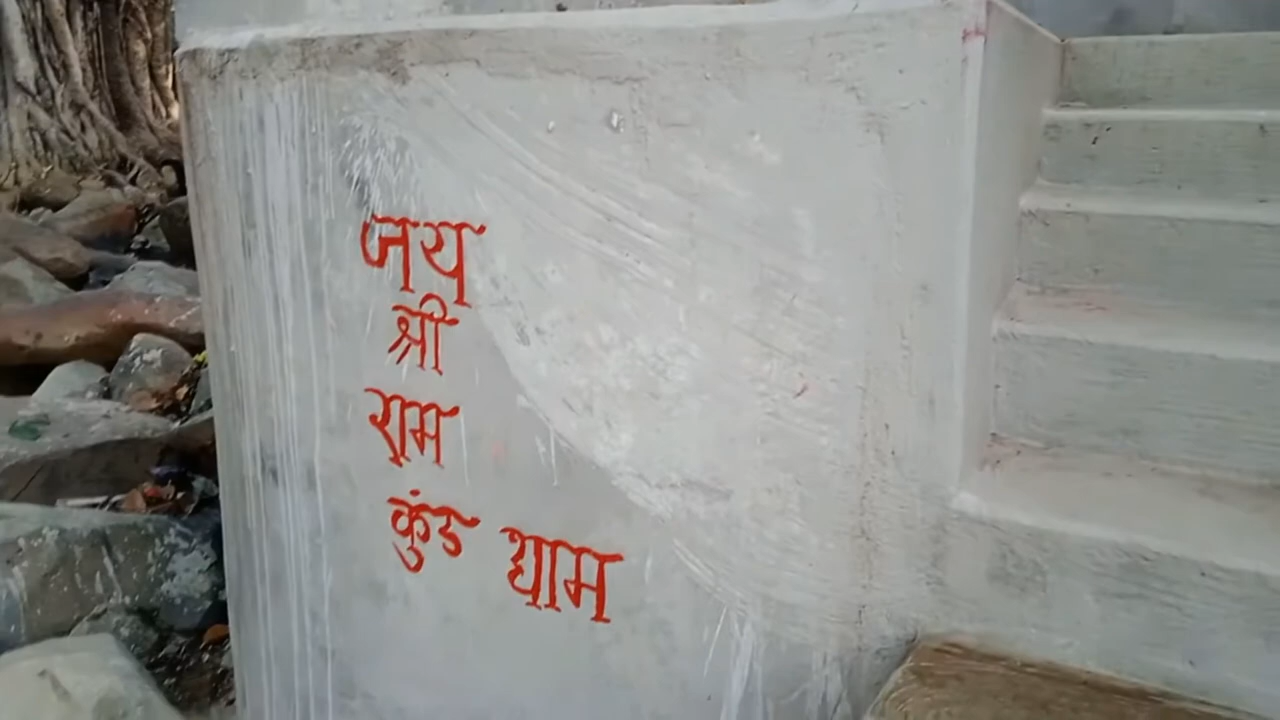 जय
श्री
राम
कुंड ग्राम